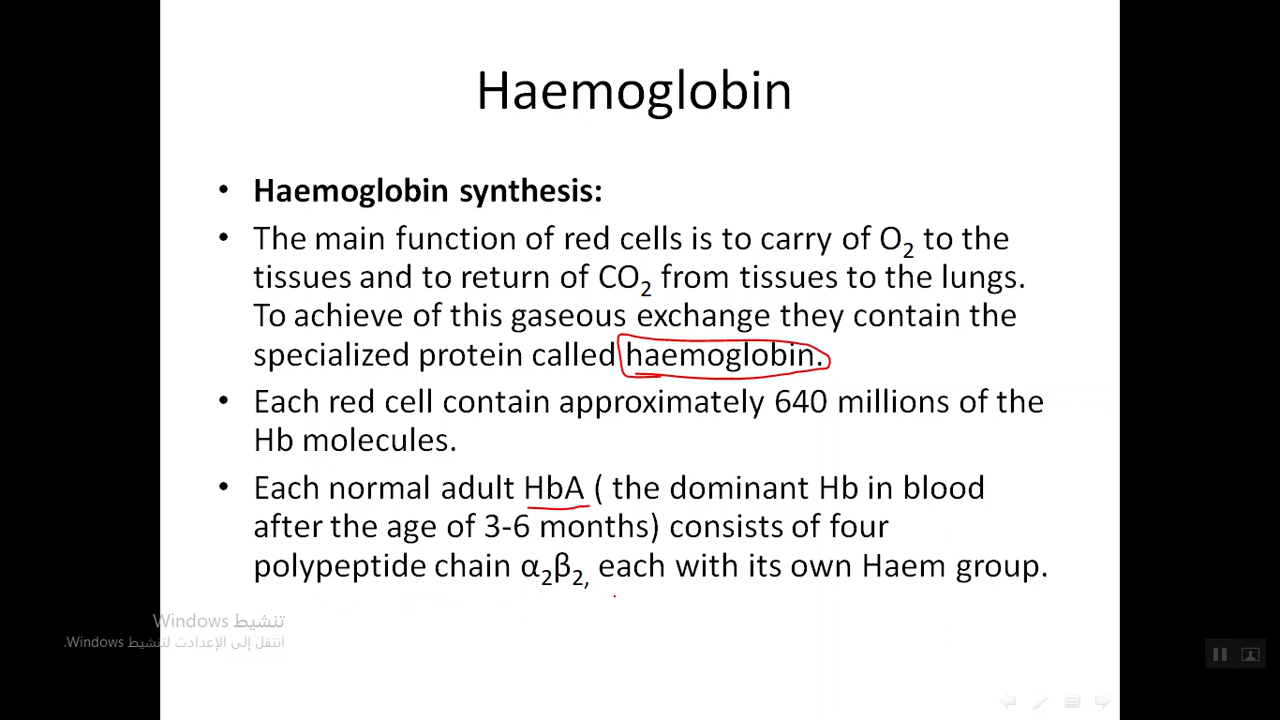 Haemoglobin
• Haemoglobin synthesis:
• The main function of red cells is to carry of O₂ to the
tissues and to return of CO₂ from tissues to the lungs.
To achieve of this gaseous exchange they contain the
specialized protein called haemoglobin.
• Each red cell contain approximately 640 millions of the
Hb molecules.
• Each normal adult HbA ( the dominant Hb in blood
after the age of 3-6 months) consists of four
polypeptide chain α₂β₂, each with its own Haem group.
تنشيط Windows
انتقل إلى الإعدادت لتنشيط Windows.